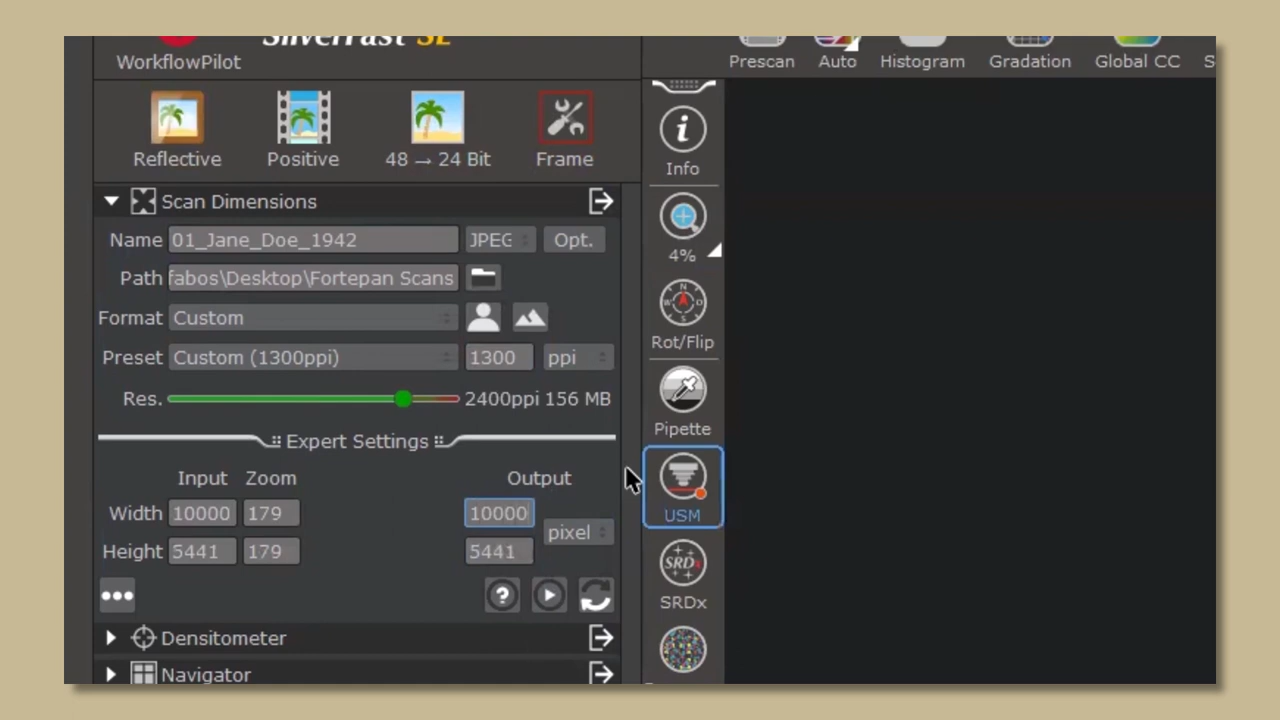 SilverFast SE
WorkflowPilot
Prescan Auto Histogram Gradation Global CC S
Reflective Positive 48 → 24 Bit Frame
Info
Scan Dimensions
Name 01_Jane_Doe_1942 JPEG Opt.
4%
Path fabos\Desktop\Fortepan Scans
N
W O
S
Format Custom
Rot/Flip
Preset Custom (1300ppi) 1300 ppi
Res. 2400ppi 156 MB
Pipette
Expert Settings
Input Zoom Output
Width 10000 179 10000
USM
pixel
Height 5441 179 5441
SRDx
?
SRDx
Densitometer
Navigator